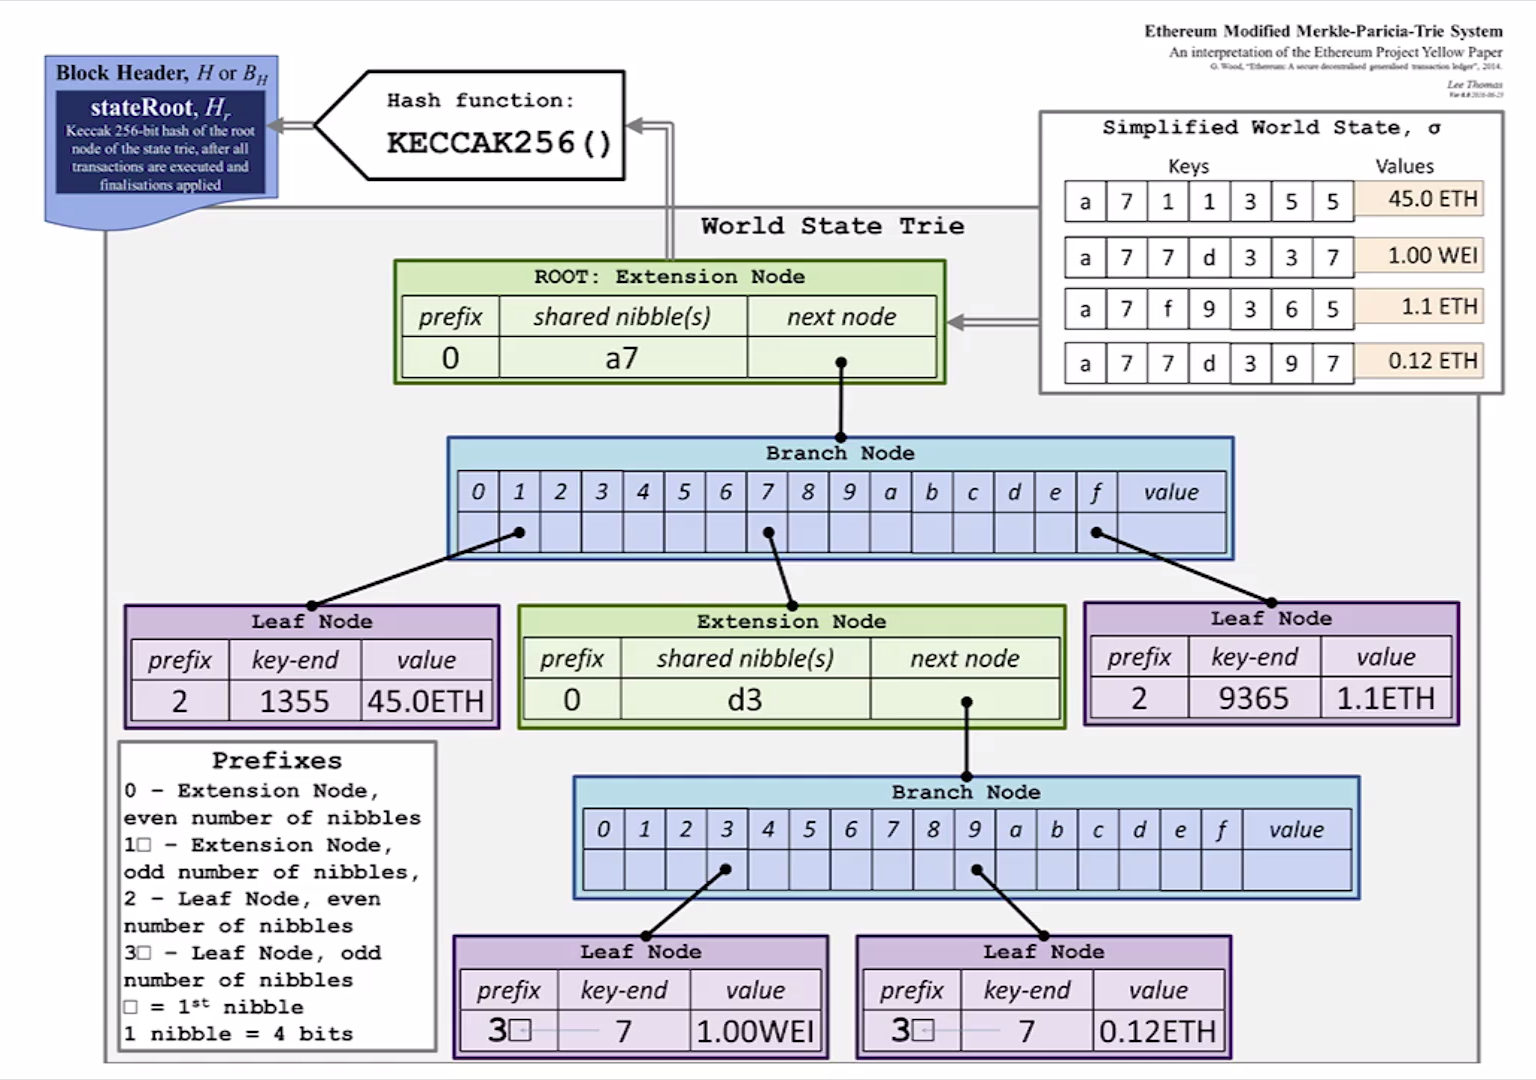 Ethereum Modified Merkle-Paricia-Trie System
An interpretation of the Ethereum Project Yellow Paper
G. Wood, "Ethereum: A secure decentralised generalised transaction ledger", 2014.
Lee Thomas
Block Header, H or B_H
stateRoot, H_r
Keccak 256-bit hash of the root
node of the state trie, after all
transactions are executed and
finalisations applied
Hash function:
KECCAK256()
Simplified World State, σ
Keys Values
a 7 1 1 3 5 5 45.0 ETH
a 7 7 d 3 3 7 1.00 WEI
a 7 f 9 3 6 5 1.1 ETH
a 7 7 d 3 9 7 0.12 ETH
World State Trie
ROOT: Extension Node
prefix shared nibble(s) next node
0 a7
Branch Node
0 1 2 3 4 5 6 7 8 9 a b c d e f value
Leaf Node
prefix key-end value
2 1355 45.0ETH
Extension Node
prefix shared nibble(s) next node
0 d3
Leaf Node
prefix key-end value
2 9365 1.1ETH
Prefixes
0 – Extension Node,
even number of nibbles
1□ – Extension Node,
odd number of nibbles,
2 – Leaf Node, even
number of nibbles
3□ – Leaf Node, odd
number of nibbles
□ = 1st nibble
1 nibble = 4 bits
Branch Node
0 1 2 3 4 5 6 7 8 9 a b c d e f value
Leaf Node
prefix key-end value
3□ 7 1.00WEI
Leaf Node
prefix key-end value
3□ 7 0.12ETH